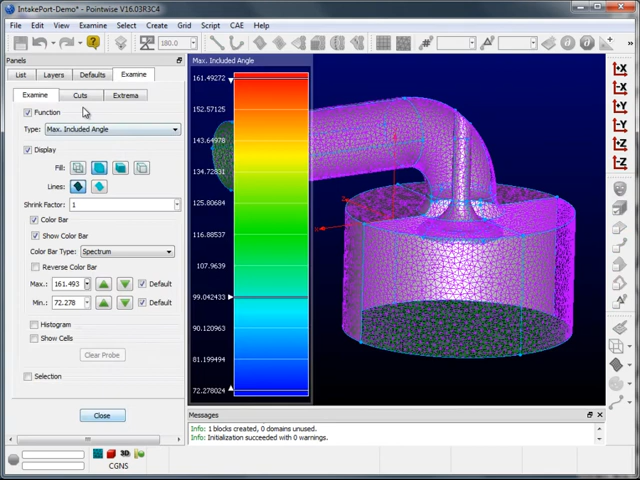 IntakePort-Demo* - Pointwise V16.03R3C4
File Edit View Examine Select Create Grid Script CAE Help
180.0
Panels
List Layers Defaults Examine
Examine Cuts Extrema
Function
Type: Max. Included Angle
Display
Fill:
Lines:
Shrink Factor: 1
Color Bar
Show Color Bar
Color Bar Type: Spectrum
Reverse Color Bar
Max.: 161.493 Default
Min.: 72.278 Default
Histogram
Show Cells
Clear Probe
Selection
Close
3D
CGNS
Max. Included Angle
161.49272
152.57125
143.64978
134.72831
125.80684
116.88537
107.9639
99.042433
90.120963
81.199494
72.278024
+X
-X
+Y
-Y
+Z
-Z
Messages
Info: 1 blocks created, 0 domains unused.
Info: Initialization succeeded with 0 warnings.